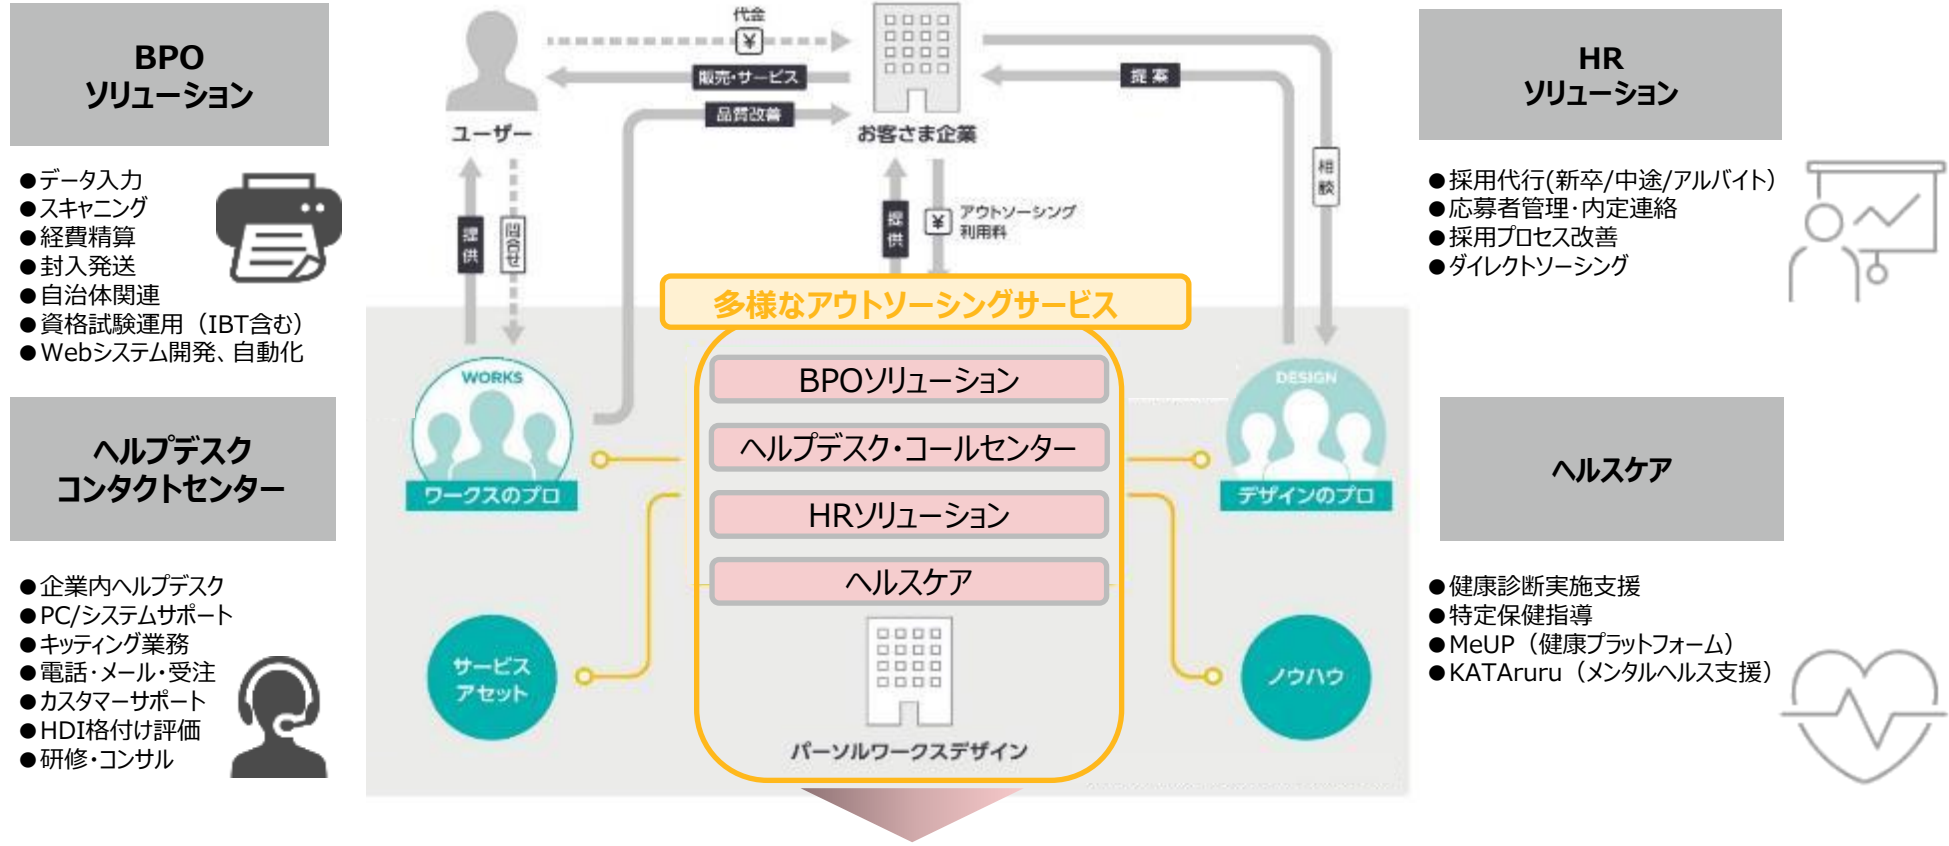 BPO
ソリューション
●データ入力
●スキャニング
●経費精算
●封入発送
●自治体関連
●資格試験運用（IBT含む）
●Webシステム開発、自動化
ヘルプデスク
コンタクトセンター
●企業内ヘルプデスク
●PC/システムサポート
●キッティング業務
●電話・メール・受注
●カスタマーサポート
●HDI格付け評価
●研修・コンサル
代金
¥
販売・サービス
品質改善
提案
ユーザー
お客さま企業
相談
提供
問合せ
提供
¥
アウトソーシング
利用料
多様なアウトソーシングサービス
BPOソリューション
ヘルプデスク・コールセンター
HRソリューション
ヘルスケア
パーソルワークスデザイン
WORKS
ワークスのプロ
DESIGN
デザインのプロ
サービス
アセット
ノウハウ
HR
ソリューション
●採用代行(新卒/中途/アルバイト)
●応募者管理・内定連絡
●採用プロセス改善
●ダイレクトソーシング
ヘルスケア
●健康診断実施支援
●特定保健指導
●MeUP（健康プラットフォーム）
●KATAruru（メンタルヘルス支援）